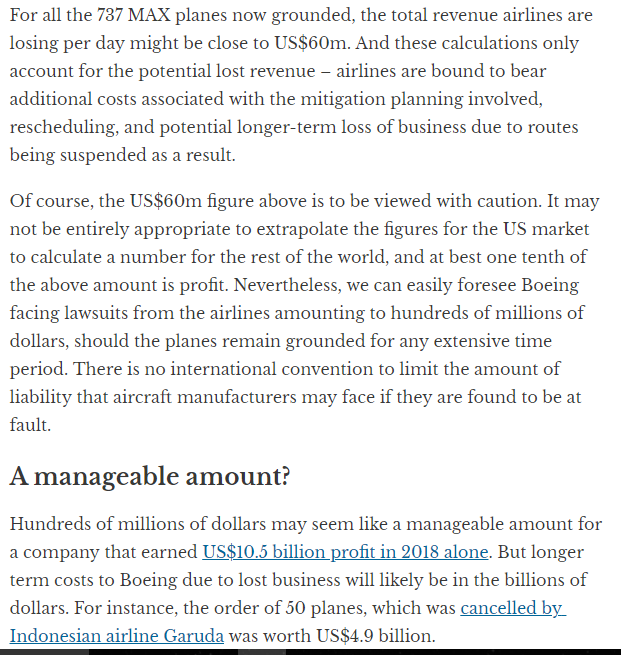 For all the 737 MAX planes now grounded, the total revenue airlines are
losing per day might be close to US$60m. And these calculations only
account for the potential lost revenue – airlines are bound to bear
additional costs associated with the mitigation planning involved,
rescheduling, and potential longer-term loss of business due to routes
being suspended as a result.
Of course, the US$60m figure above is to be viewed with caution. It may
not be entirely appropriate to extrapolate the figures for the US market
to calculate a number for the rest of the world, and at best one tenth of
the above amount is profit. Nevertheless, we can easily foresee Boeing
facing lawsuits from the airlines amounting to hundreds of millions of
dollars, should the planes remain grounded for any extensive time
period. There is no international convention to limit the amount of
liability that aircraft manufacturers may face if they are found to be at
fault.
A manageable amount?
Hundreds of millions of dollars may seem like a manageable amount for
a company that earned US$10.5 billion profit in 2018 alone. But longer
term costs to Boeing due to lost business will likely be in the billions of
dollars. For instance, the order of 50 planes, which was cancelled by
Indonesian airline Garuda was worth US$4.9 billion.